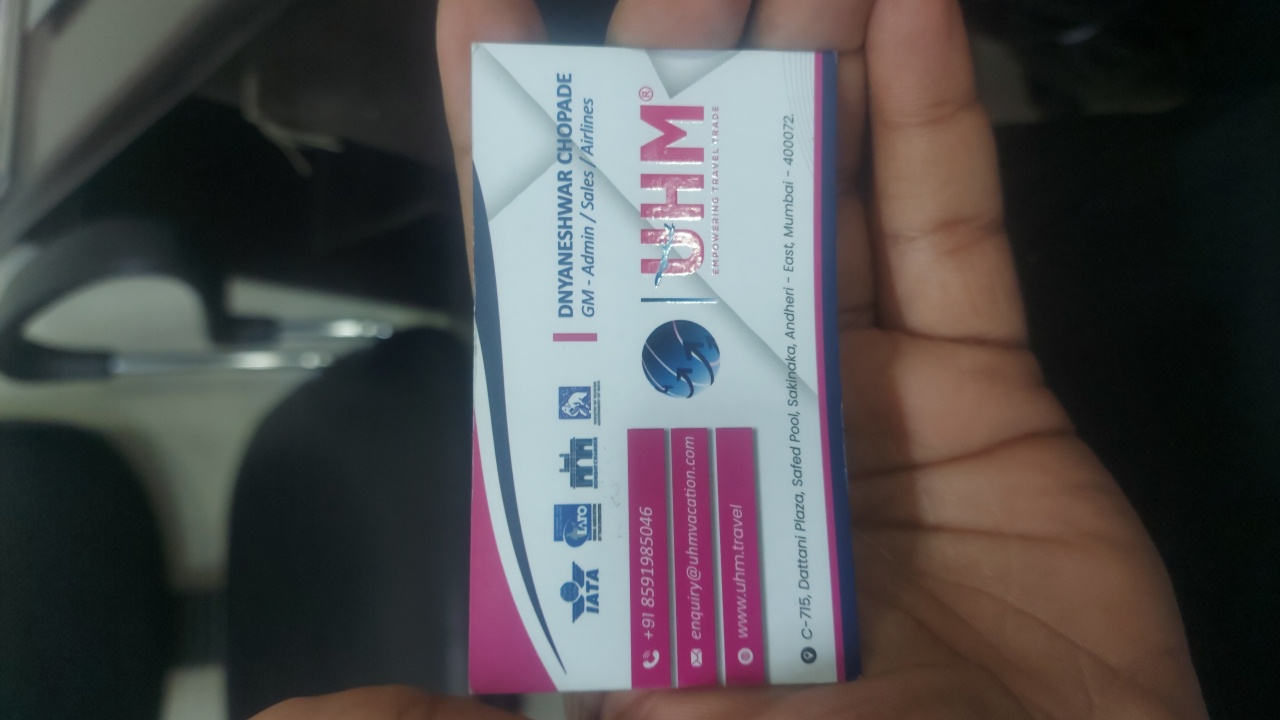 DNYANESHWAR CHOPADE
GM - Admin / Sales / Airlines
IATA
IATO
UHM®
EMPOWERING TRAVEL TRADE
+91 8591985046
enquiry@uhmvacation.com
www.uhm.travel
C-715, Dattani Plaza, Safed Pool, Sakinaka, Andheri - East, Mumbai - 400072.